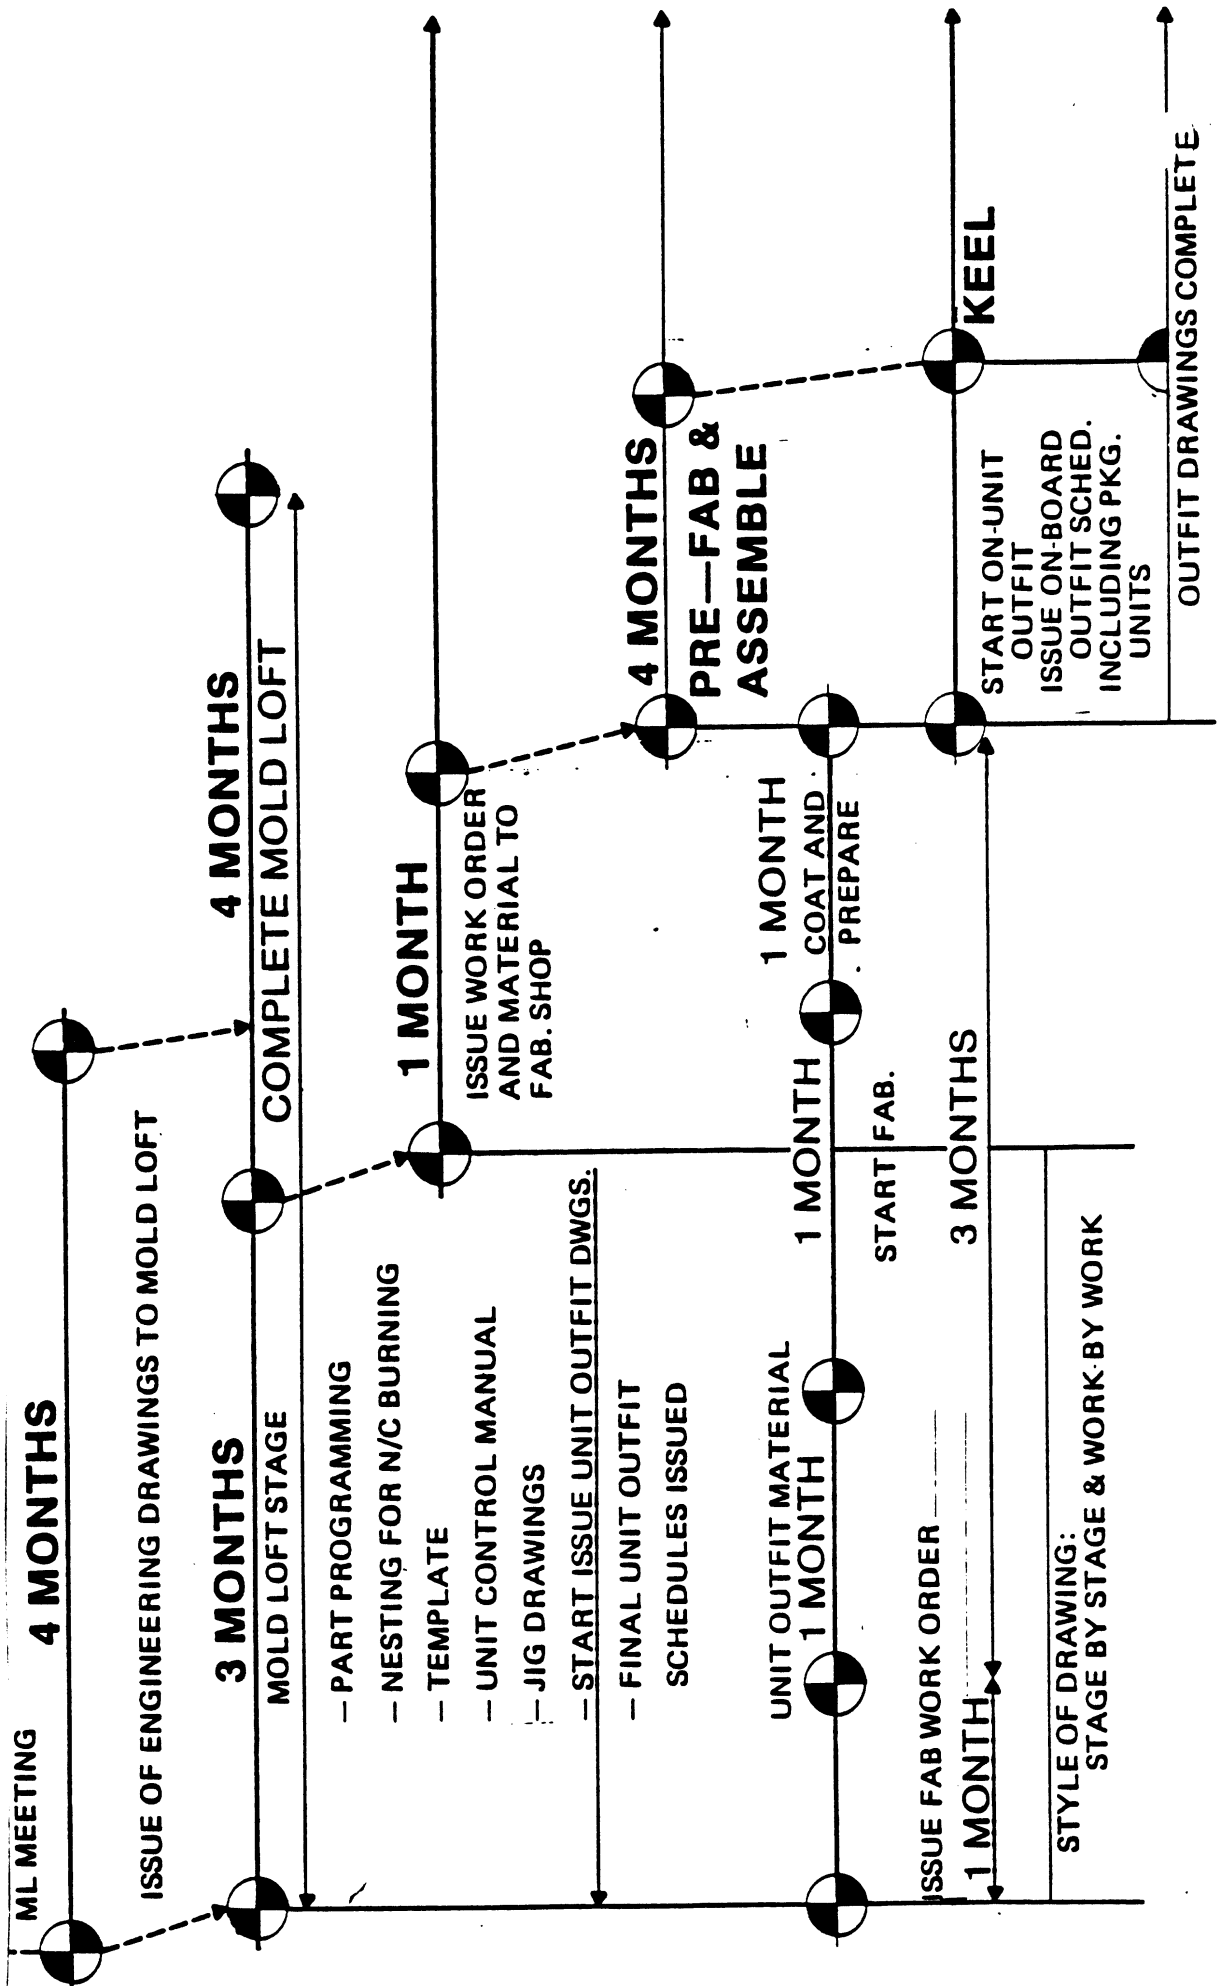 ML MEETING
4 MONTHS
ISSUE OF ENGINEERING DRAWINGS TO MOLD LOFT
3 MONTHS
MOLD LOFT STAGE
4 MONTHS
COMPLETE MOLD LOFT
— PART PROGRAMMING
— NESTING FOR N/C BURNING
— TEMPLATE
— UNIT CONTROL MANUAL
— JIG DRAWINGS
— START ISSUE UNIT OUTFIT DWGS.
— FINAL UNIT OUTFIT
SCHEDULES ISSUED
1 MONTH
ISSUE WORK ORDER
AND MATERIAL TO
FAB. SHOP
4 MONTHS
PRE—FAB &
ASSEMBLE
UNIT OUTFIT MATERIAL
1 MONTH
1 MONTH
START FAB.
1 MONTH
COAT AND
PREPARE
ISSUE FAB WORK ORDER
1 MONTH
3 MONTHS
KEEL
START ON-UNIT
OUTFIT
ISSUE ON-BOARD
OUTFIT SCHED.
INCLUDING PKG.
UNITS
STYLE OF DRAWING:
STAGE BY STAGE & WORK-BY WORK
OUTFIT DRAWINGS COMPLETE